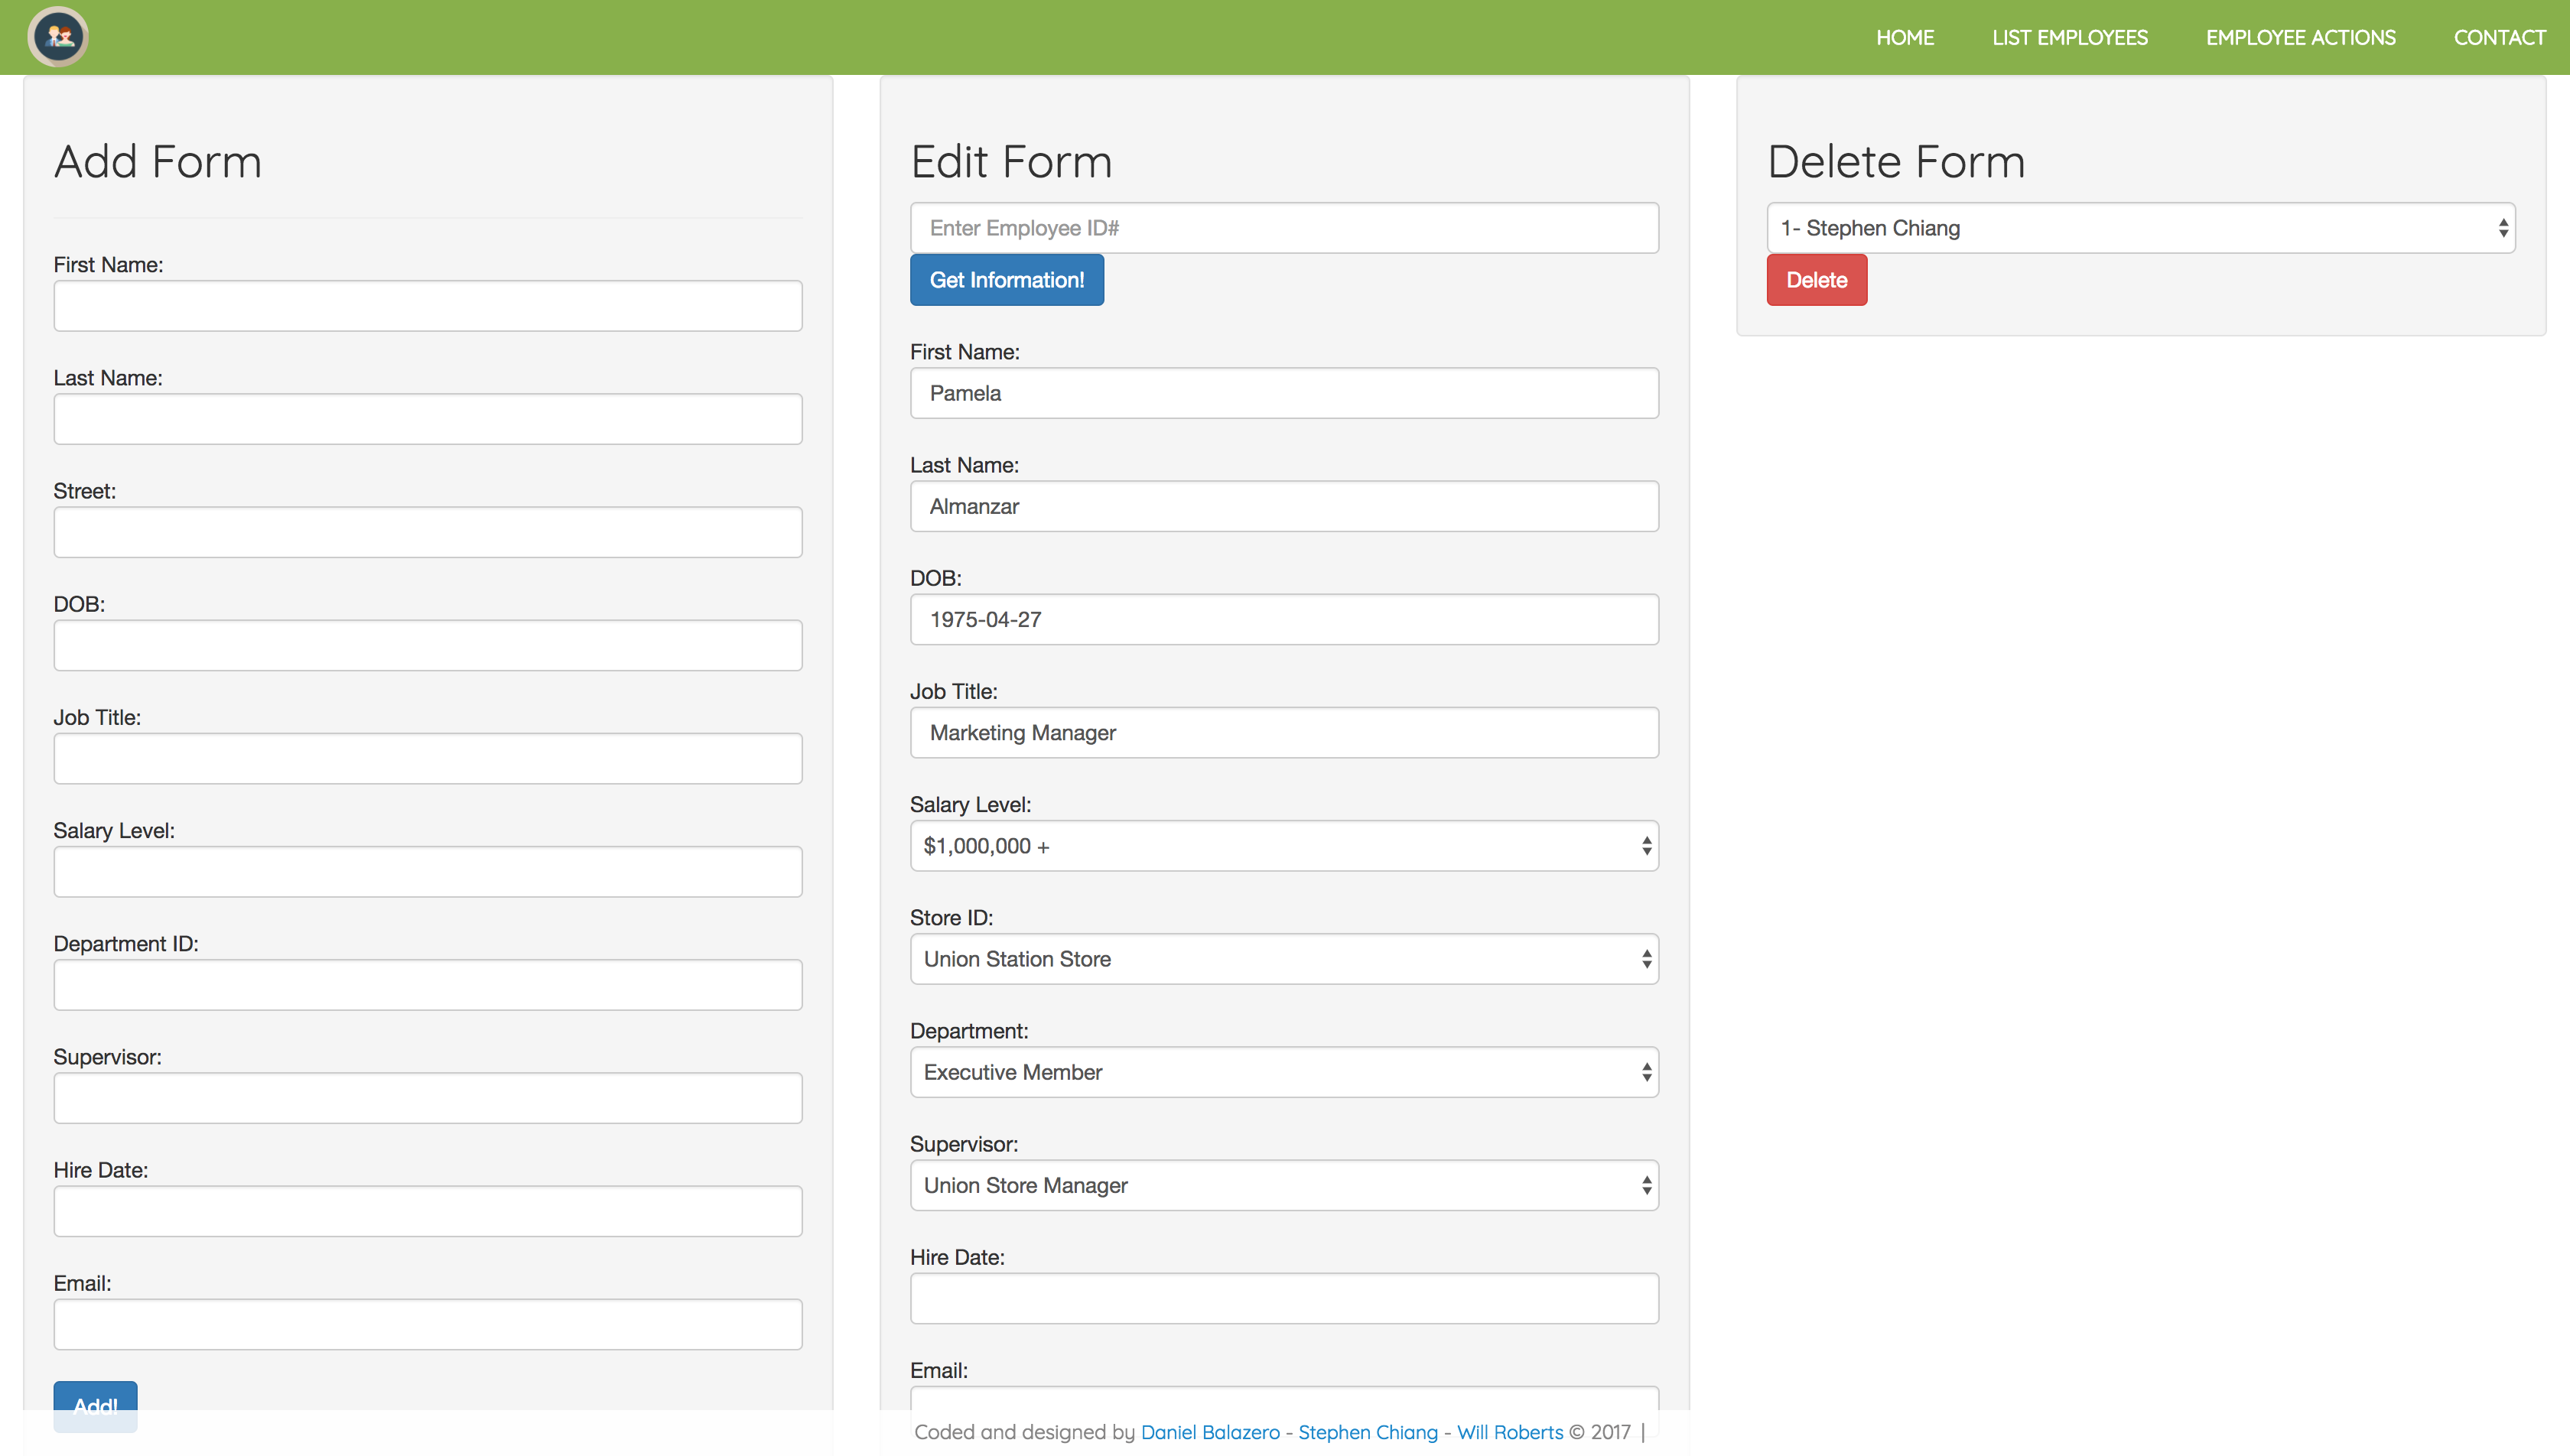 HOME LIST EMPLOYEES EMPLOYEE ACTIONS CONTACT
Add Form
First Name:
Last Name:
Street:
DOB:
Job Title:
Salary Level:
Department ID:
Supervisor:
Hire Date:
Email:
Add!
Edit Form
Enter Employee ID#
Get Information!
First Name:
Pamela
Last Name:
Almanzar
DOB:
1975-04-27
Job Title:
Marketing Manager
Salary Level:
$1,000,000 +
Store ID:
Union Station Store
Department:
Executive Member
Supervisor:
Union Store Manager
Hire Date:
Email:
Delete Form
1- Stephen Chiang
Delete
Coded and designed by Daniel Balazero - Stephen Chiang - Will Roberts © 2017 |